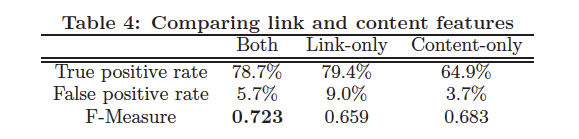 Table 4: Comparing link and content features
Both Link-only Content-only
True positive rate 78.7% 79.4% 64.9%
False positive rate 5.7% 9.0% 3.7%
F-Measure 0.723 0.659 0.683